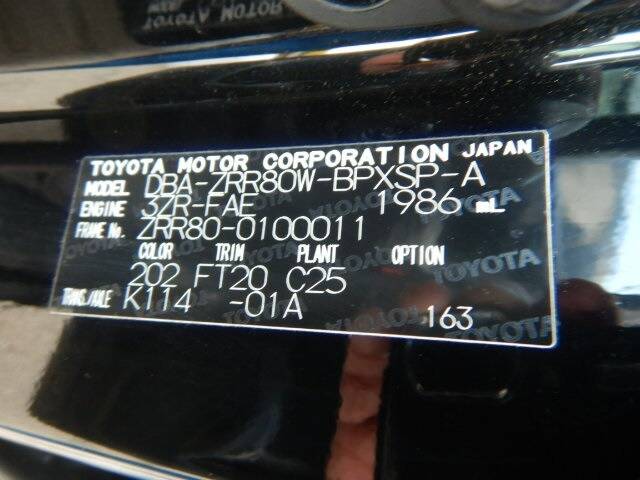 TOYOTA MOTOR CORPORATION JAPAN
MODEL DBA-ZRR80W-BPXSP-A
ENGINE 3ZR-FAE 1986 mL
FRAME No. ZRR80-0100011
COLOR TRIM PLANT OPTION
202 FT20 C25
TRANS./AXLE K114 -01A
163